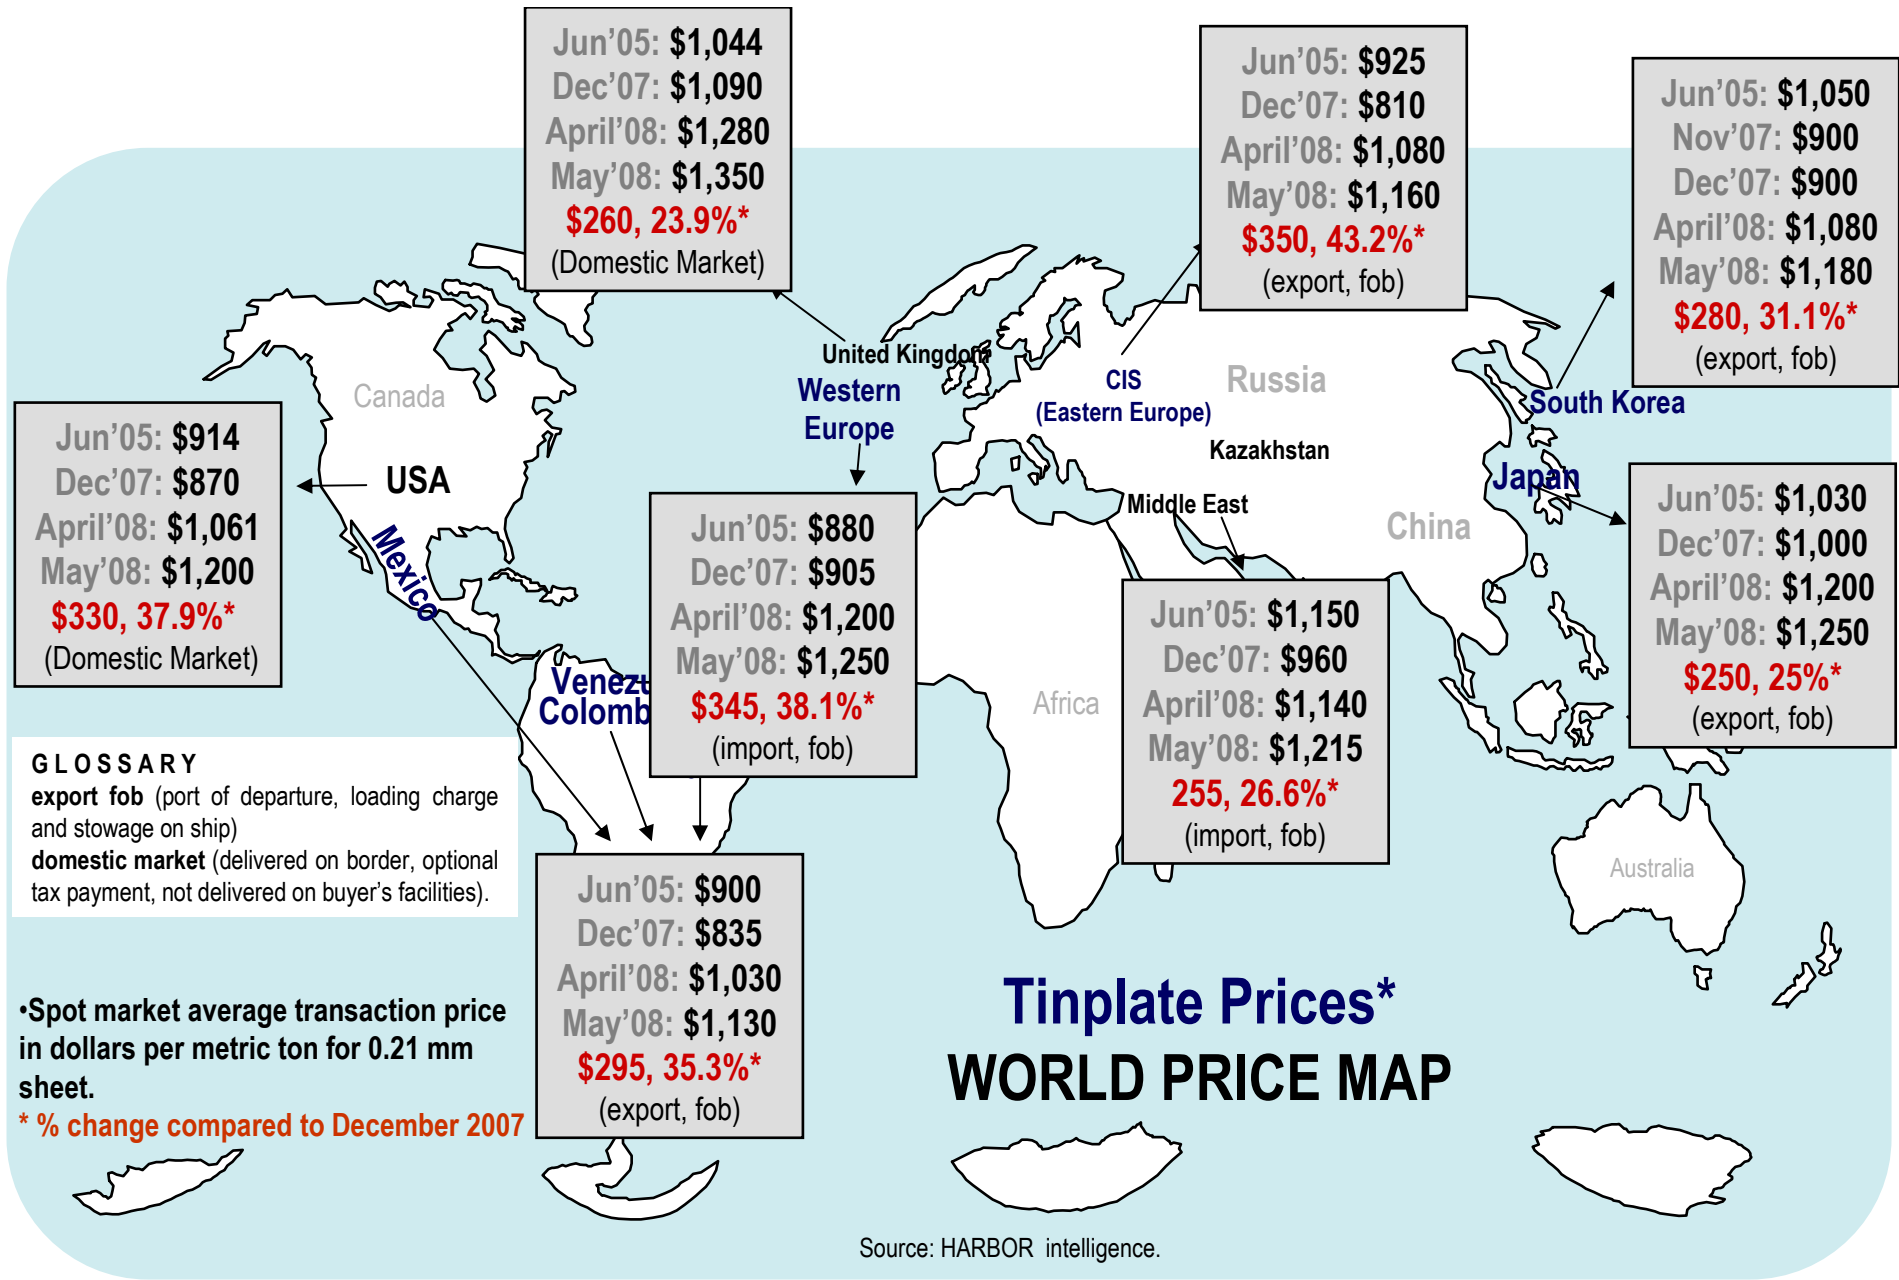 Jun’05: $1,044
Dec’07: $1,090
April’08: $1,280
May’08: $1,350
$260, 23.9%*
(Domestic Market)
Jun’05: $925
Dec’07: $810
April’08: $1,080
May’08: $1,160
$350, 43.2%*
(export, fob)
Jun’05: $1,050
Nov’07: $900
Dec’07: $900
April’08: $1,080
May’08: $1,180
$280, 31.1%*
(export, fob)
United Kingdom
Western
Europe
CIS
(Eastern Europe)
Russia
Kazakhstan
South Korea
Canada
USA
Mexico
Middle East
China
Japan
Jun’05: $914
Dec’07: $870
April’08: $1,061
May’08: $1,200
$330, 37.9%*
(Domestic Market)
Jun’05: $880
Dec’07: $905
April’08: $1,200
May’08: $1,250
$345, 38.1%*
(import, fob)
Jun’05: $1,150
Dec’07: $960
April’08: $1,140
May’08: $1,215
255, 26.6%*
(import, fob)
Jun’05: $1,030
Dec’07: $1,000
April’08: $1,200
May’08: $1,250
$250, 25%*
(export, fob)
Venezu
Colomb
Africa
Australia
GLOSSARY
export fob (port of departure, loading charge
and stowage on ship)
domestic market (delivered on border, optional
tax payment, not delivered on buyer’s facilities).
Jun’05: $900
Dec’07: $835
April’08: $1,030
May’08: $1,130
$295, 35.3%*
(export, fob)
•Spot market average transaction price
in dollars per metric ton for 0.21 mm
sheet.
* % change compared to December 2007
Tinplate Prices*
WORLD PRICE MAP
Source: HARBOR intelligence.